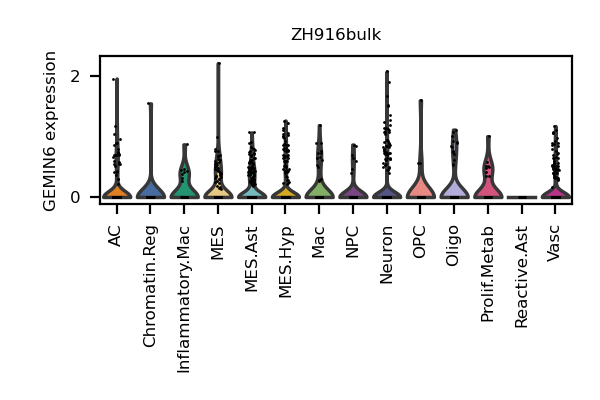 ZH916bulk
GEMIN6 expression
2
0
AC
Chromatin.Reg
Inflammatory.Mac
MES
MES.Ast
MES.Hyp
Mac
NPC
Neuron
OPC
Oligo
Prolif.Metab
Reactive.Ast
Vasc